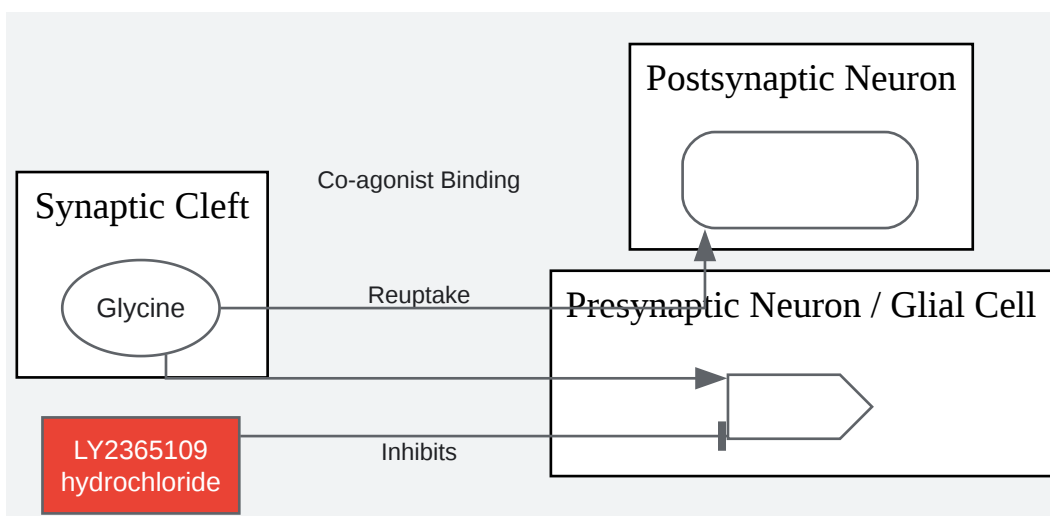 Postsynaptic Neuron
Co-agonist Binding
Synaptic Cleft
Glycine
Reuptake
Presynaptic Neuron / Glial Cell
LY2365109
hydrochloride
Inhibits